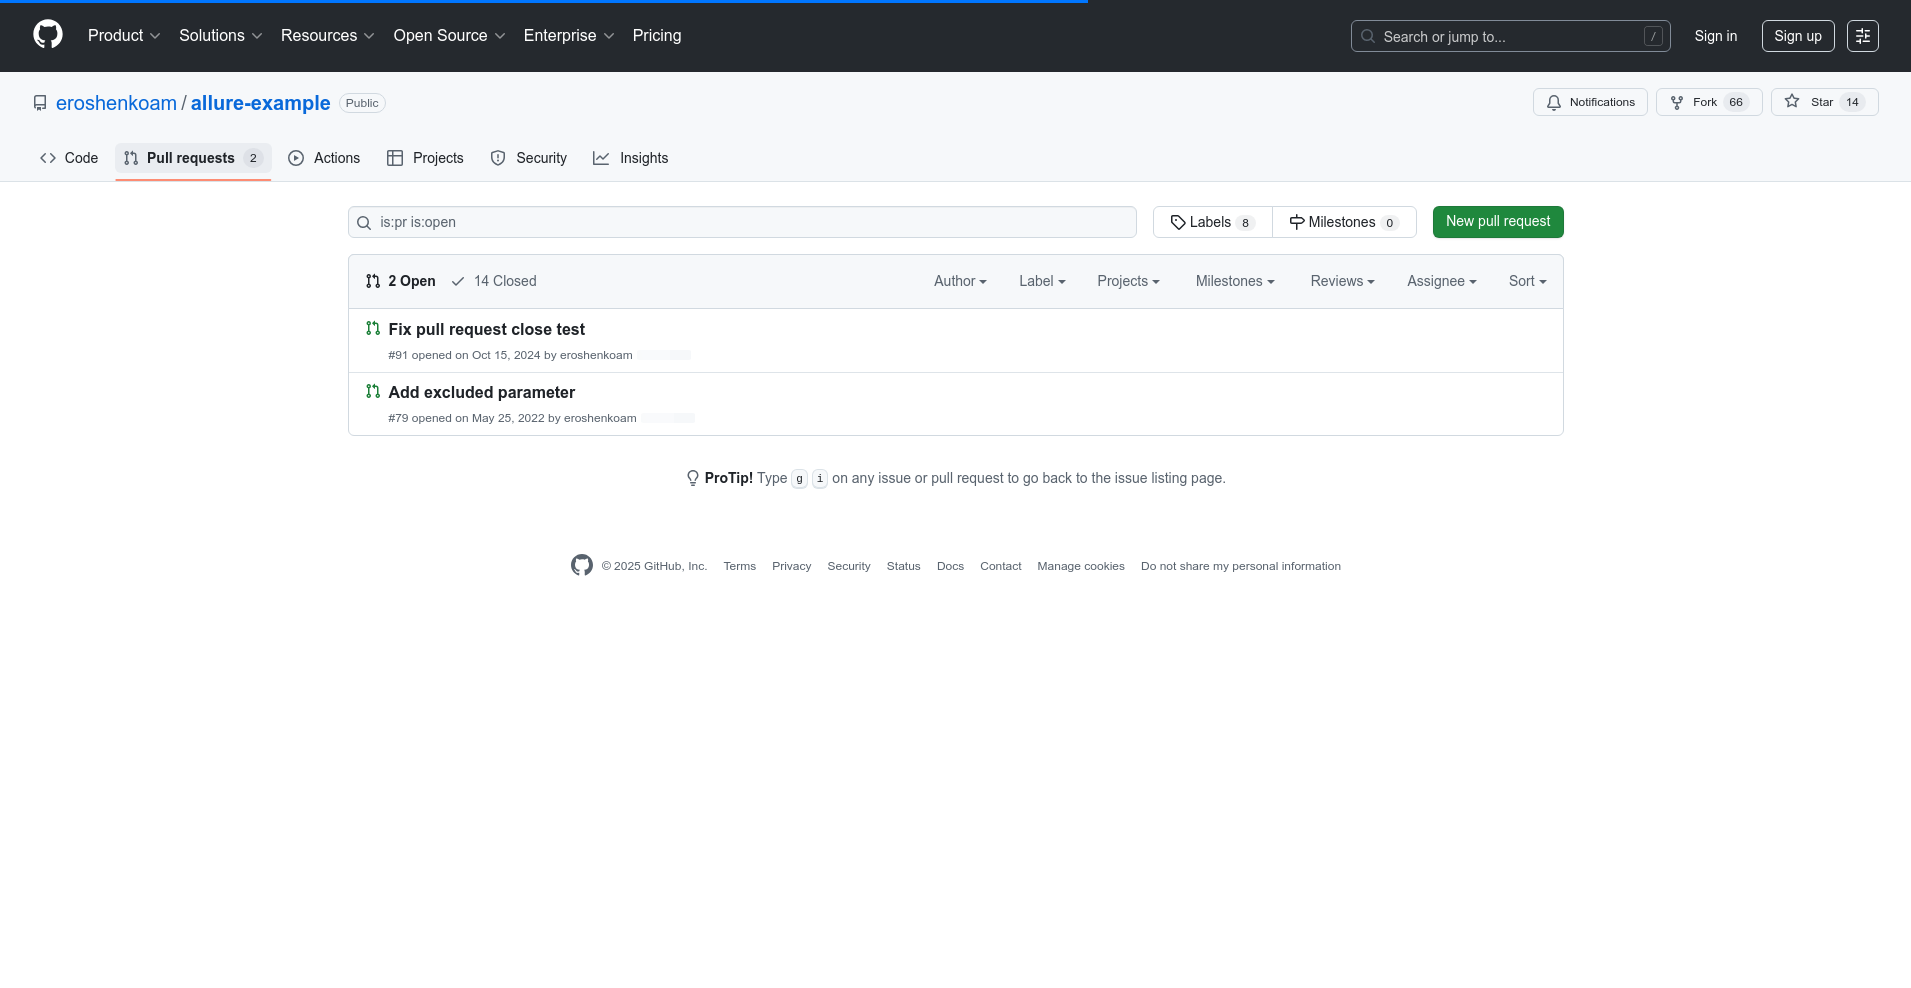 Product Solutions Resources Open Source Enterprise Pricing Search or jump to... / Sign in Sign up
eroshenkoam / allure-example Public Notifications Fork 66 Star 14
Code Pull requests 2 Actions Projects Security Insights
is:pr is:open Labels 8 Milestones 0 New pull request
2 Open 14 Closed Author Label Projects Milestones Reviews Assignee Sort
Fix pull request close test
#91 opened on Oct 15, 2024 by eroshenkoam
Add excluded parameter
#79 opened on May 25, 2022 by eroshenkoam
ProTip! Type g i on any issue or pull request to go back to the issue listing page.
© 2025 GitHub, Inc. Terms Privacy Security Status Docs Contact Manage cookies Do not share my personal information